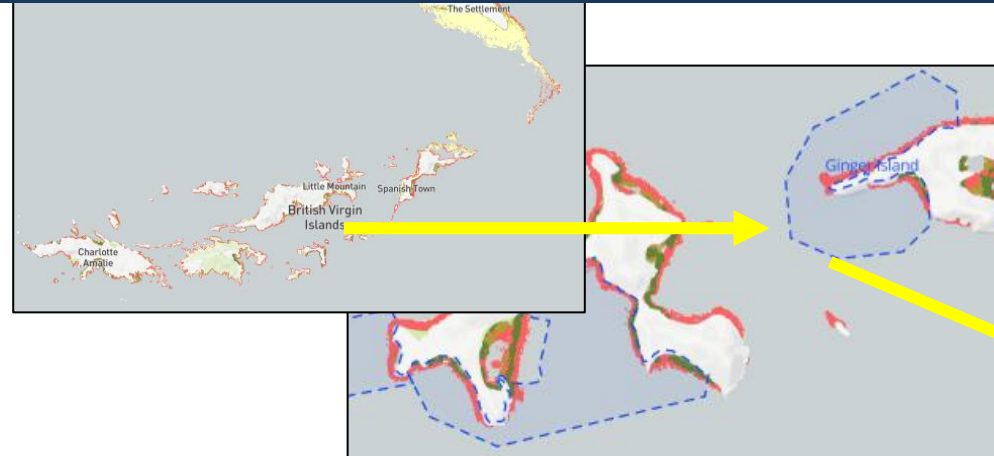 The Settlement
Little Mountain
Spanish Town
British Virgin
Islands
Charlotte
Amalie
Ginger Island